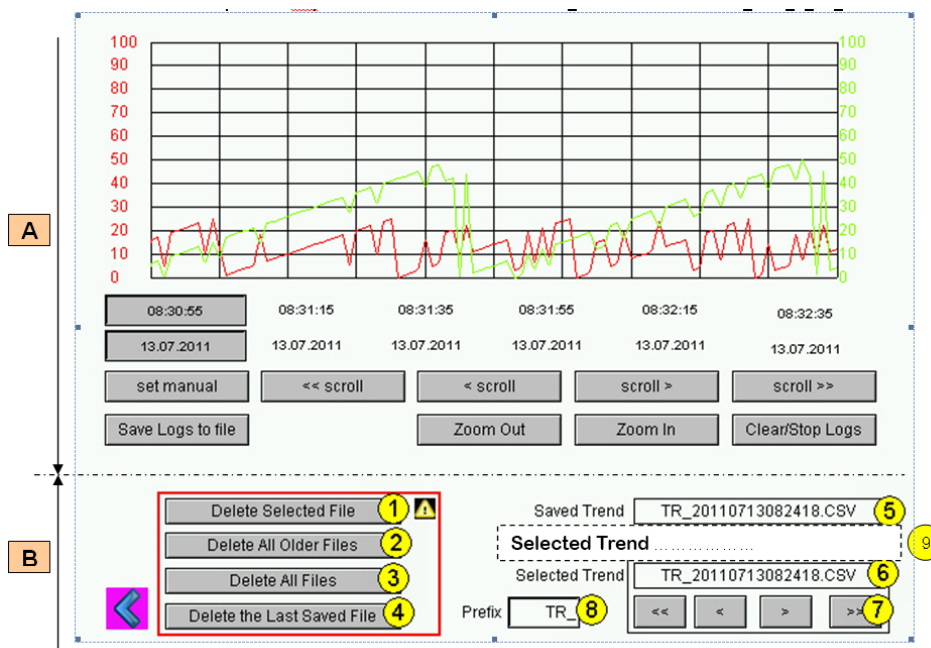 100 100
90 90
80 80
70 70
60 60
50 50
40 40
30 30
A
20 20
10 10
0 0
08:30:55 08:31:15 08:31:35 08:31:55 08:32:15 08:32:35
13.07.2011 13.07.2011 13.07.2011 13.07.2011 13.07.2011 13.07.2011
set manual << scroll < scroll scroll > scroll >>
Save Logs to file Zoom Out Zoom In Clear/Stop Logs
Delete Selected File 1 Saved Trend TR_20110713082418.CSV 5
Delete All Older Files 2 Selected Trend ................. 9
B
Delete All Files 3 Selected Trend TR_20110713082418.CSV 6
Delete the Last Saved File 4 Prefix TR_ 8 << < > >> 7